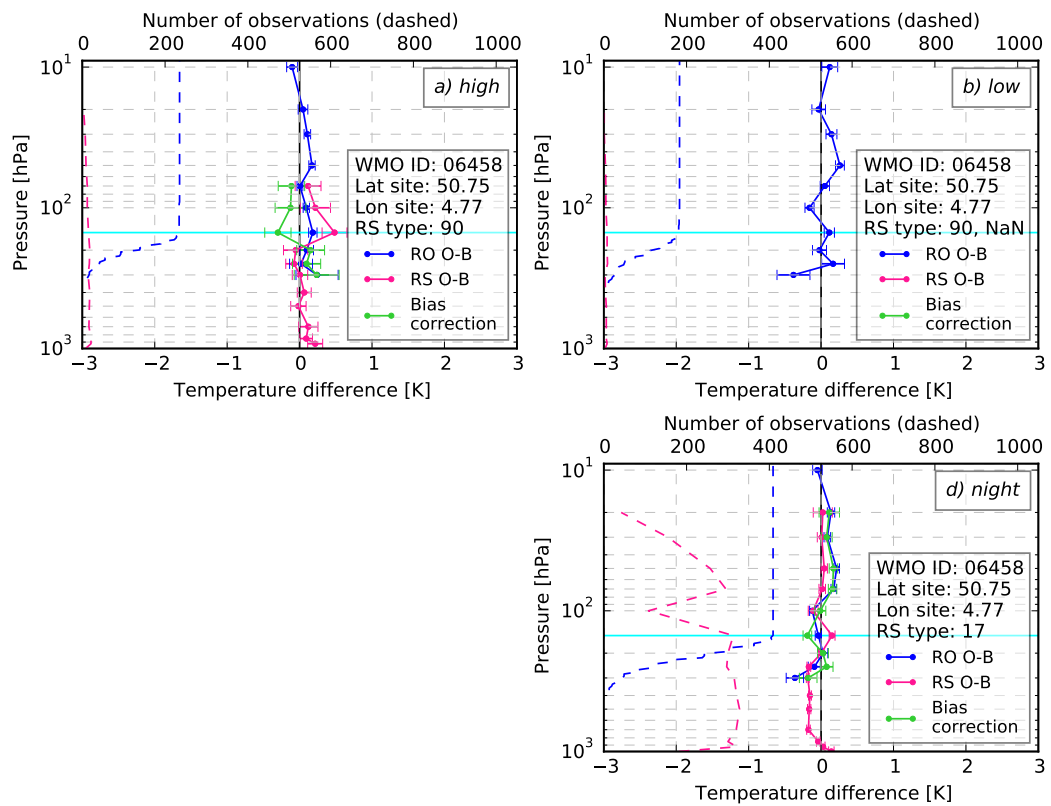 Number of observations (dashed)
0 200 400 600 800 1000
a) high
Pressure [hPa]
10¹
10²
10³
WMO ID: 06458
Lat site: 50.75
Lon site: 4.77
RS type: 90
RO O-B
RS O-B
Bias
correction
−3 −2 −1 0 1 2 3
Temperature difference [K]
Number of observations (dashed)
0 200 400 600 800 1000
b) low
Pressure [hPa]
10¹
10²
10³
WMO ID: 06458
Lat site: 50.75
Lon site: 4.77
RS type: 90, NaN
RO O-B
RS O-B
Bias
correction
−3 −2 −1 0 1 2 3
Temperature difference [K]
Number of observations (dashed)
0 200 400 600 800 1000
d) night
Pressure [hPa]
10¹
10²
10³
WMO ID: 06458
Lat site: 50.75
Lon site: 4.77
RS type: 17
RO O-B
RS O-B
Bias
correction
−3 −2 −1 0 1 2 3
Temperature difference [K]